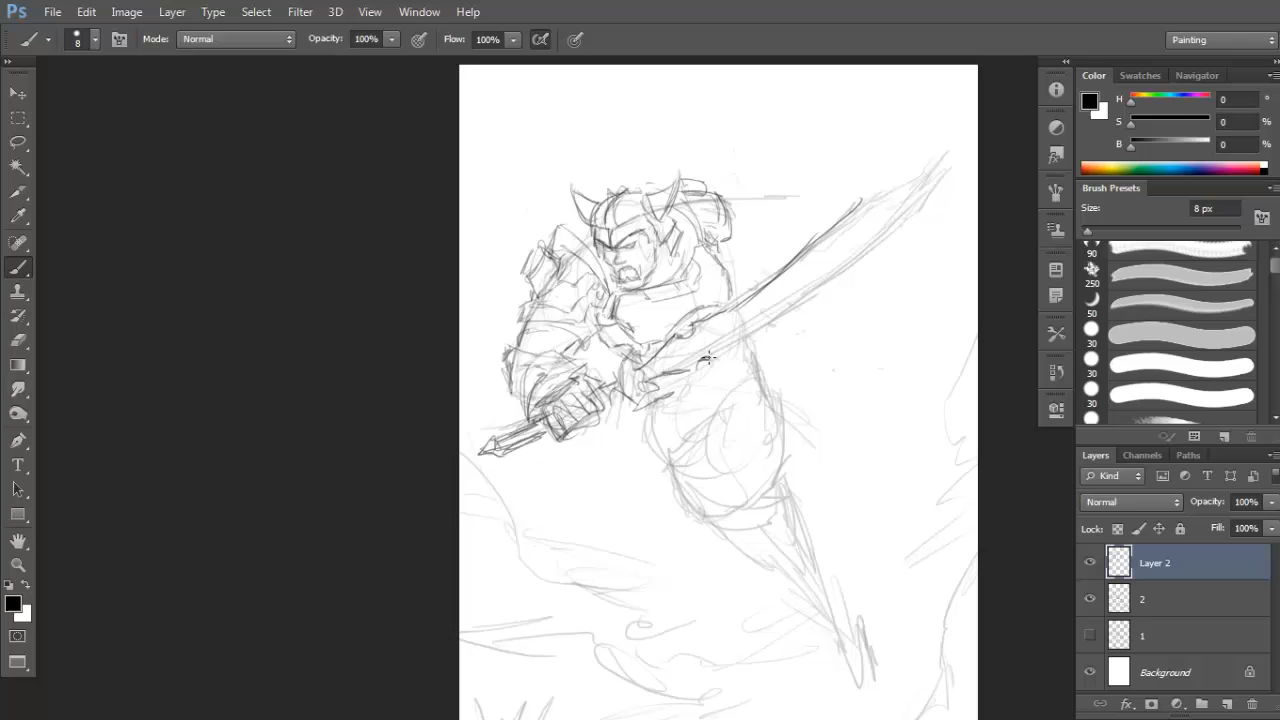 Ps File Edit Image Layer Type Select Filter 3D View Window Help
8 Mode: Normal Opacity: 100% Flow: 100% Painting
Color Swatches Navigator
H 0 °
S 0 %
B 0 %
Brush Presets
Size: 8 px
90
250
50
30
30
30
Layers Channels Paths
Kind
Normal Opacity: 100%
Lock: Fill: 100%
Layer 2
2
1
Background